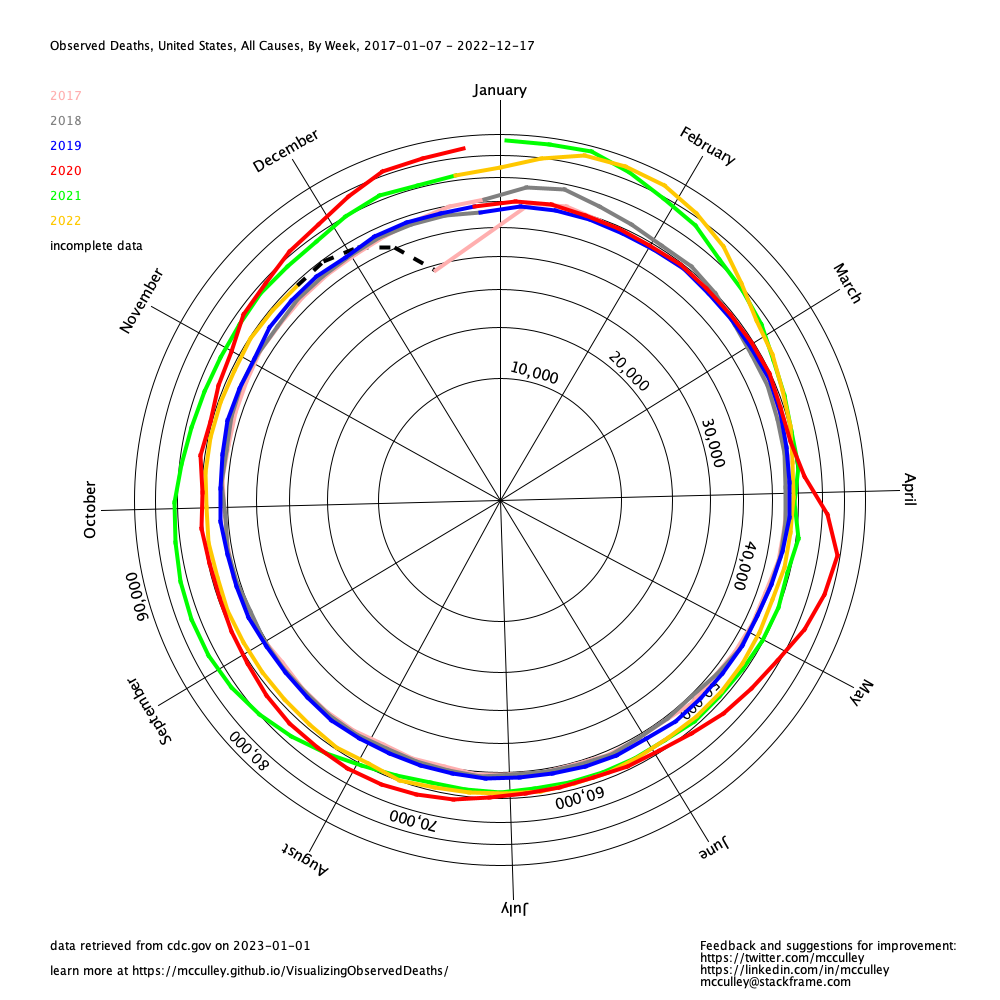 Observed Deaths, United States, All Causes, By Week, 2017-01-07 - 2022-12-17
2017
2018
2019
2020
2021
2022
incomplete data
January
February
March
April
May
June
July
August
September
October
November
December
10,000
20,000
30,000
40,000
50,000
60,000
70,000
80,000
90,000
data retrieved from cdc.gov on 2023-01-01
learn more at https://mcculley.github.io/VisualizingObservedDeaths/
Feedback and suggestions for improvement:
https://twitter.com/mcculley
https://linkedin.com/in/mcculley
mcculley@stackframe.com